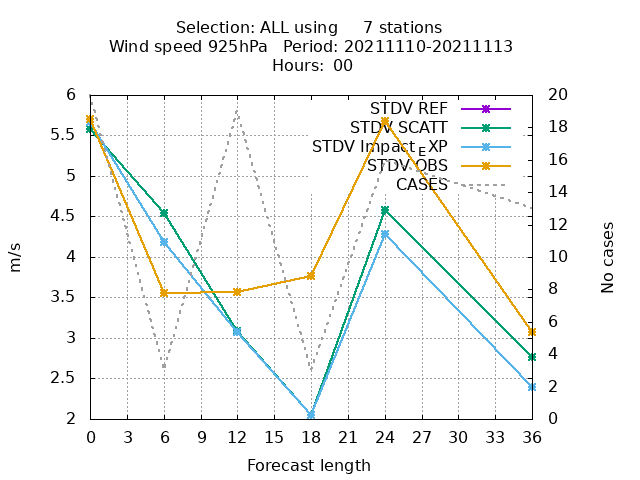 Selection: ALL using     7 stations
Wind speed 925hPa   Period: 20211110-20211113
Hours:  00
6
5.5
5
4.5
4
3.5
3
2.5
2
m/s
STDV REF
STDV SCATT
STDV Impact_EXP
STDV OBS
CASES
20
18
16
14
12
10
8
6
4
2
0
No cases
0 3 6 9 12 15 18 21 24 27 30 33 36
Forecast length